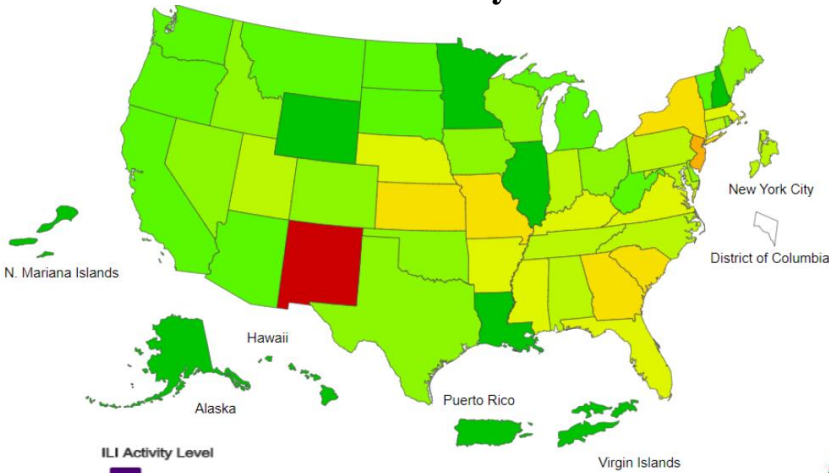 New York City
District of Columbia
N. Mariana Islands
Hawaii
Alaska
Puerto Rico
Virgin Islands
ILI Activity Level